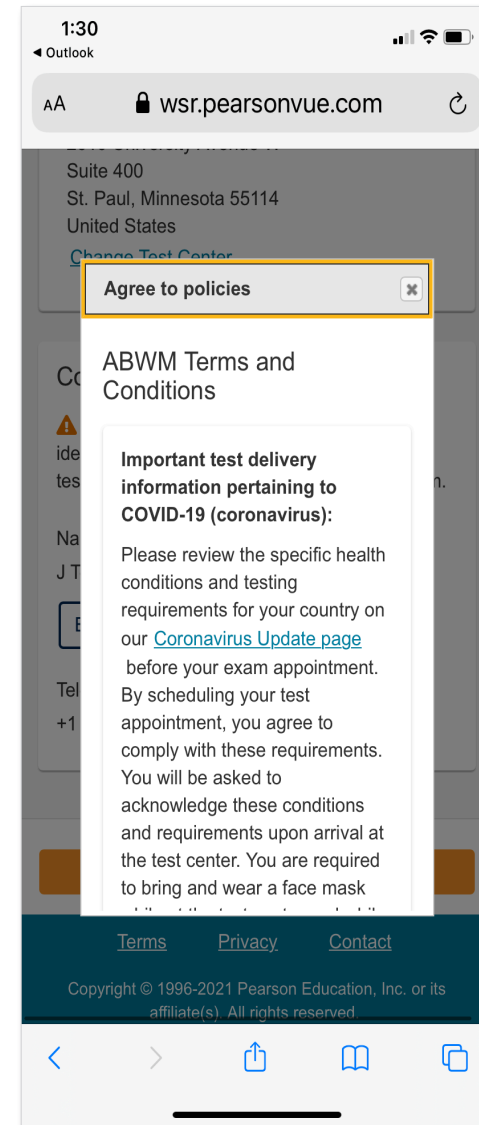 1:30
◀ Outlook
AA wsr.pearsonvue.com
Suite 400
St. Paul, Minnesota 55114
United States
Change Test Center
Agree to policies
ABWM Terms and
Conditions
Important test delivery
information pertaining to
COVID-19 (coronavirus):
Please review the specific health
conditions and testing
requirements for your country on
our Coronavirus Update page
before your exam appointment.
By scheduling your test
appointment, you agree to
comply with these requirements.
You will be asked to
acknowledge these conditions
and requirements upon arrival at
the test center. You are required
to bring and wear a face mask
J T
+1
Terms Privacy Contact
Copyright © 1996-2021 Pearson Education, Inc. or its
affiliate(s). All rights reserved.